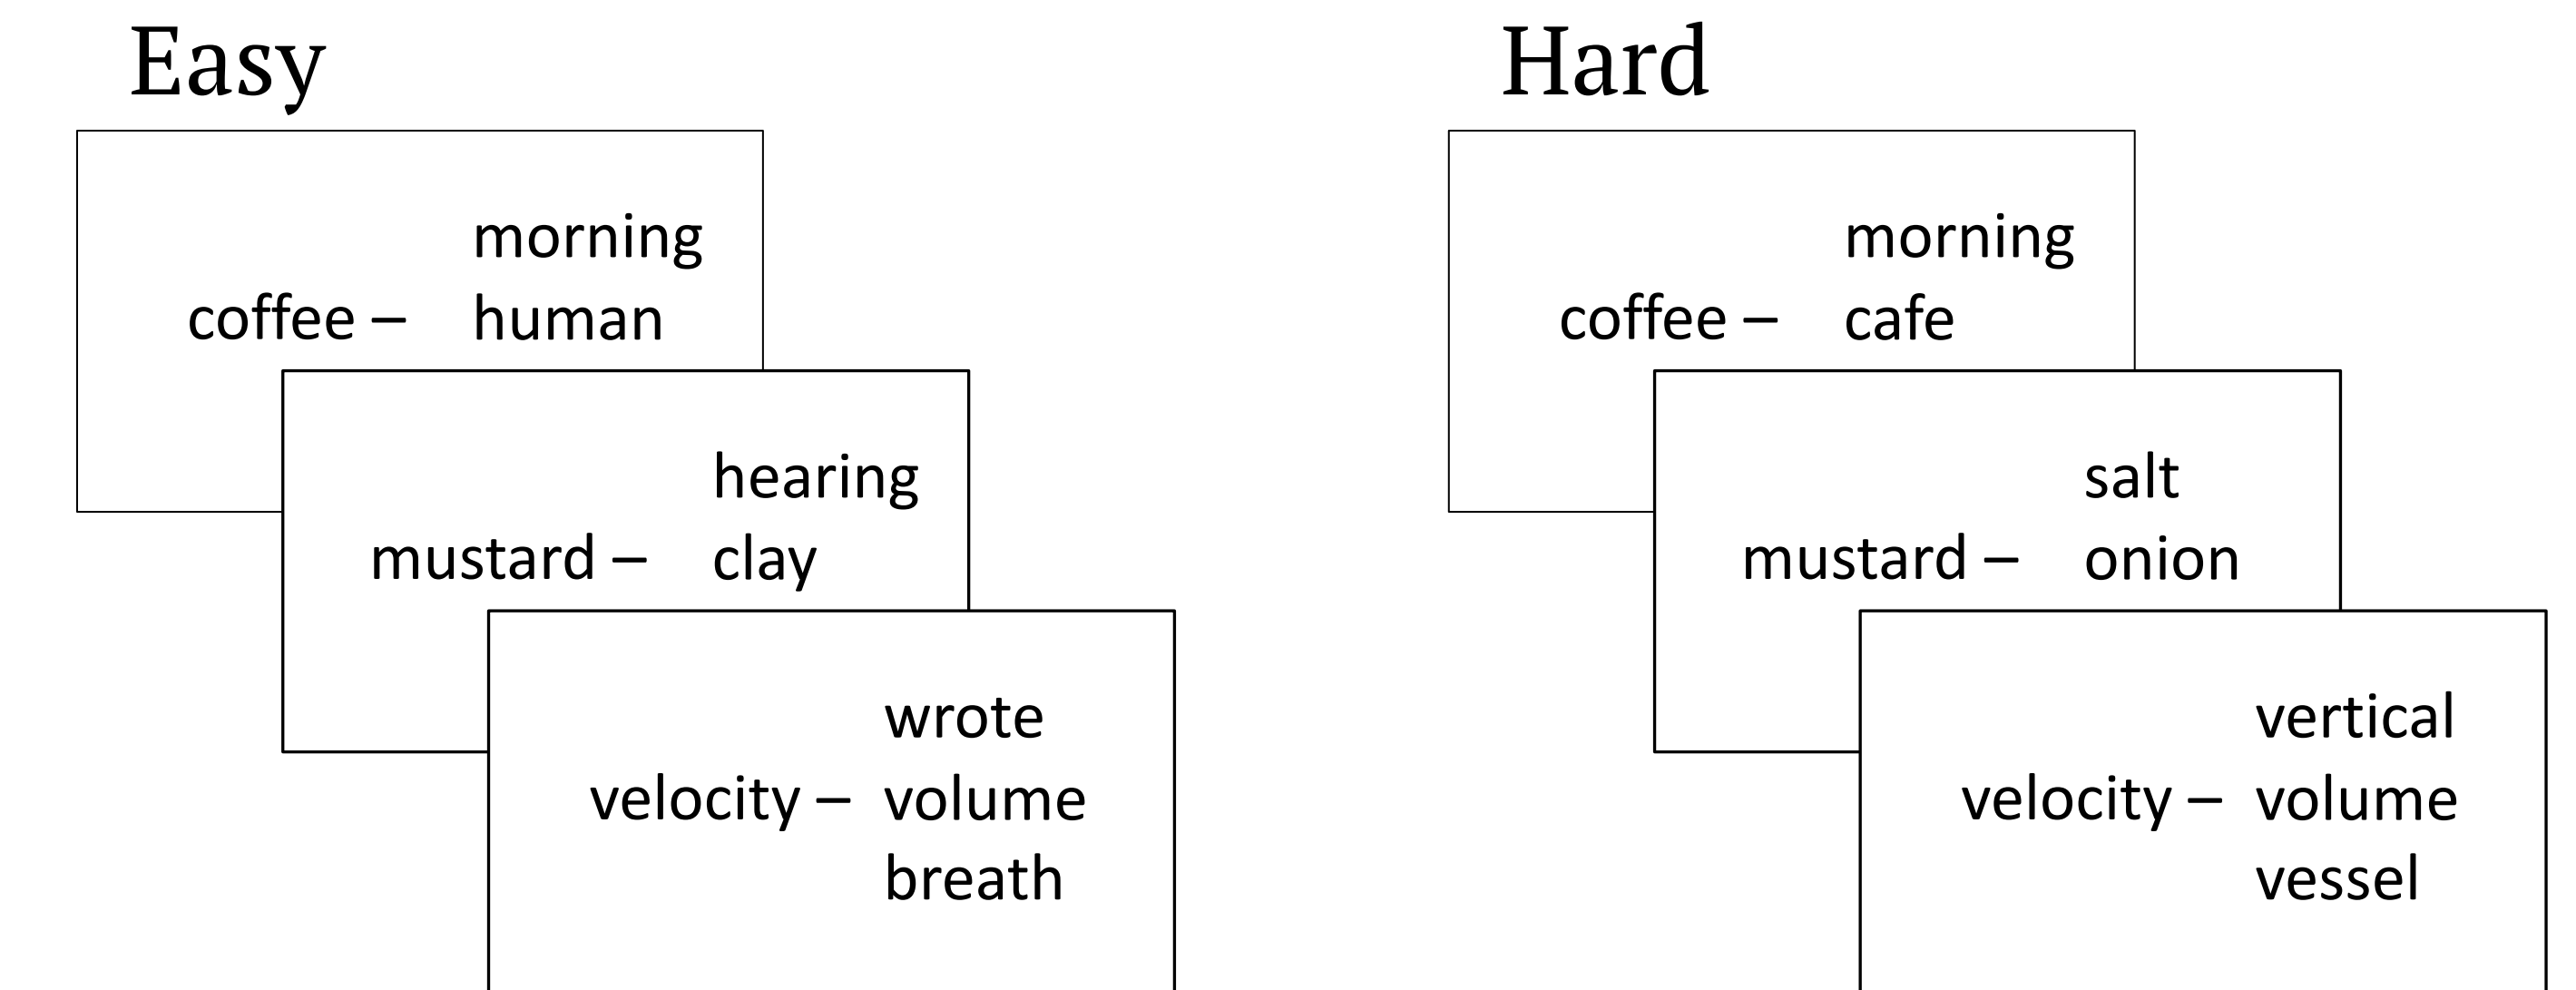 Easy
morning
coffee – human
hearing
mustard – clay
wrote
velocity – volume
breath
Hard
morning
coffee – cafe
salt
mustard – onion
vertical
velocity – volume
vessel